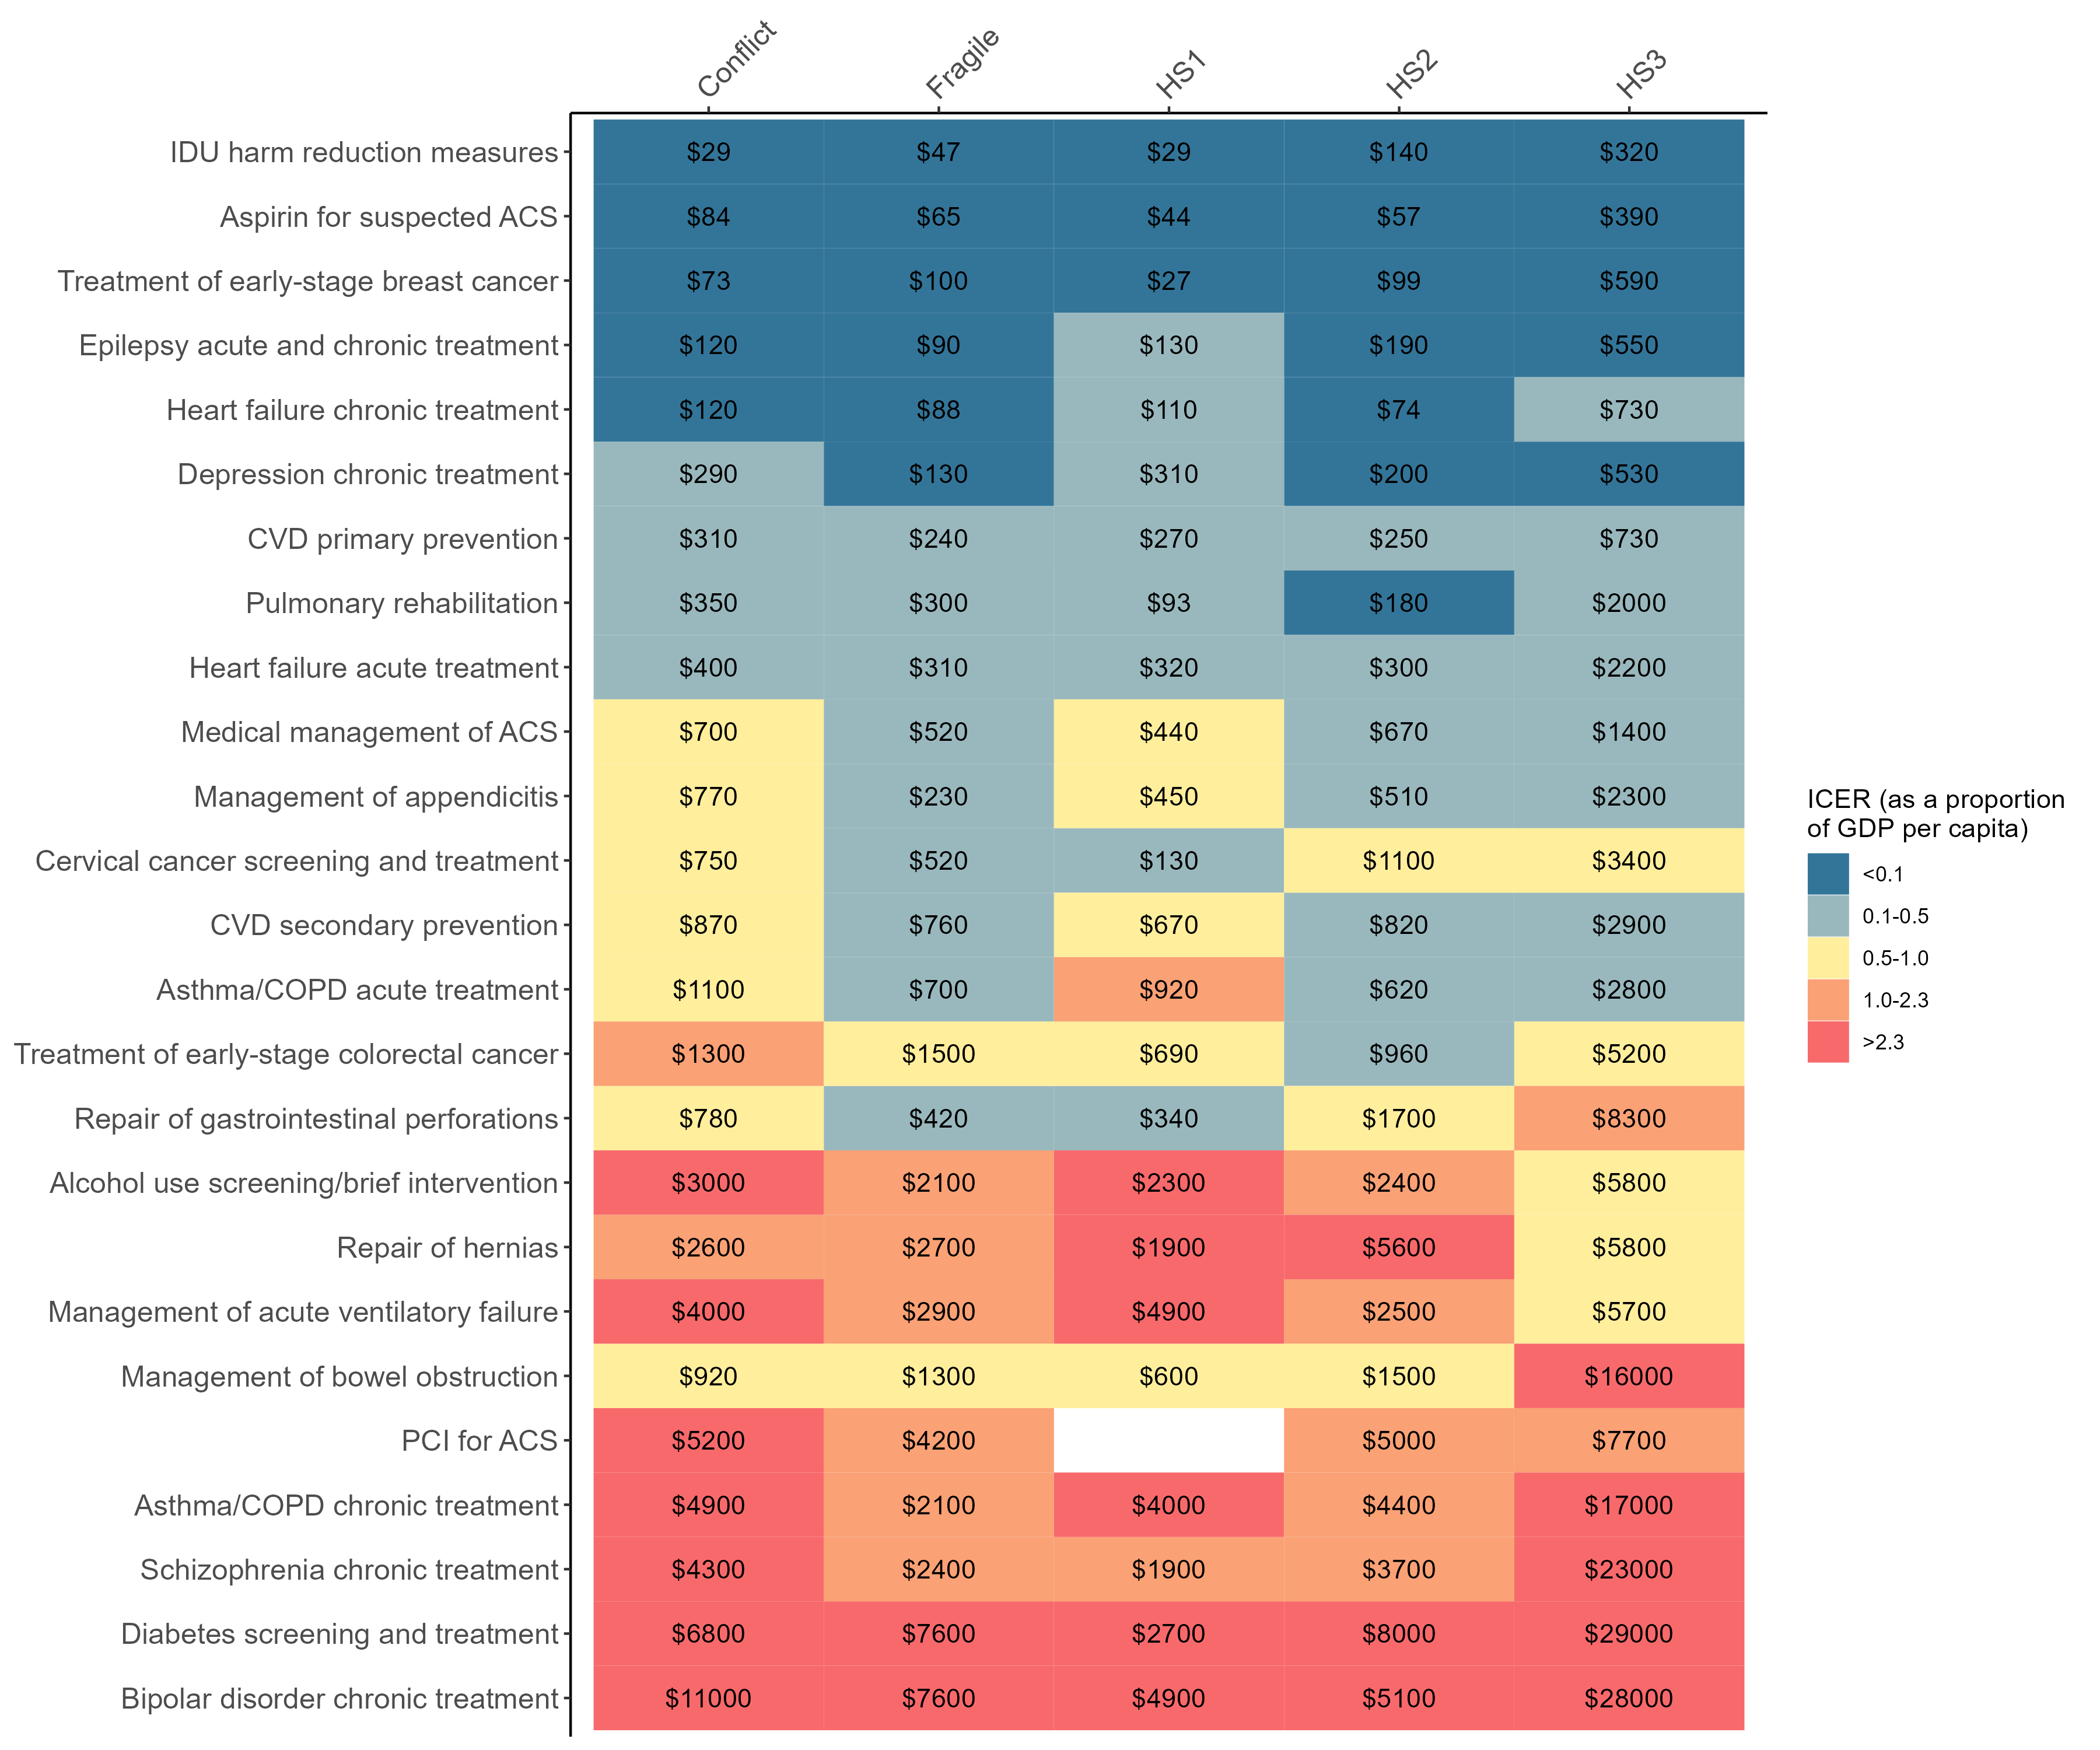 Conflict Fragile HS1 HS2 HS3
IDU harm reduction measures $29 $47 $29 $140 $320
Aspirin for suspected ACS $84 $65 $44 $57 $390
Treatment of early-stage breast cancer $73 $100 $27 $99 $590
Epilepsy acute and chronic treatment $120 $90 $130 $190 $550
Heart failure chronic treatment $120 $88 $110 $74 $730
Depression chronic treatment $290 $130 $310 $200 $530
CVD primary prevention $310 $240 $270 $250 $730
Pulmonary rehabilitation $350 $300 $93 $180 $2000
Heart failure acute treatment $400 $310 $320 $300 $2200
Medical management of ACS $700 $520 $440 $670 $1400
Management of appendicitis $770 $230 $450 $510 $2300
Cervical cancer screening and treatment $750 $520 $130 $1100 $3400
CVD secondary prevention $870 $760 $670 $820 $2900
Asthma/COPD acute treatment $1100 $700 $920 $620 $2800
Treatment of early-stage colorectal cancer $1300 $1500 $690 $960 $5200
Repair of gastrointestinal perforations $780 $420 $340 $1700 $8300
Alcohol use screening/brief intervention $3000 $2100 $2300 $2400 $5800
Repair of hernias $2600 $2700 $1900 $5600 $5800
Management of acute ventilatory failure $4000 $2900 $4900 $2500 $5700
Management of bowel obstruction $920 $1300 $600 $1500 $16000
PCI for ACS $5200 $4200 $5000 $7700
Asthma/COPD chronic treatment $4900 $2100 $4000 $4400 $17000
Schizophrenia chronic treatment $4300 $2400 $1900 $3700 $23000
Diabetes screening and treatment $6800 $7600 $2700 $8000 $29000
Bipolar disorder chronic treatment $11000 $7600 $4900 $5100 $28000
ICER (as a proportion
of GDP per capita)
<0.1
0.1-0.5
0.5-1.0
1.0-2.3
>2.3